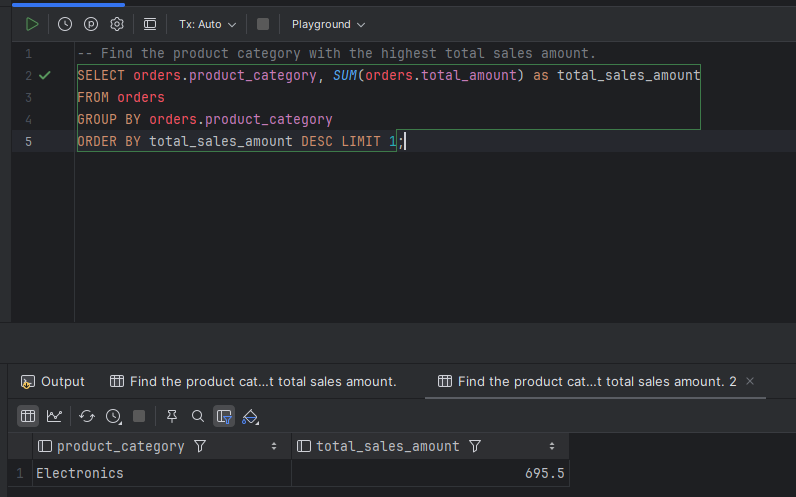 Tx: Auto Playground
1 -- Find the product category with the highest total sales amount.
2 SELECT orders.product_category, SUM(orders.total_amount) as total_sales_amount
3 FROM orders
4 GROUP BY orders.product_category
5 ORDER BY total_sales_amount DESC LIMIT 1;
Output Find the product cat...t total sales amount. Find the product cat...t total sales amount. 2
product_category total_sales_amount
1 Electronics 695.5